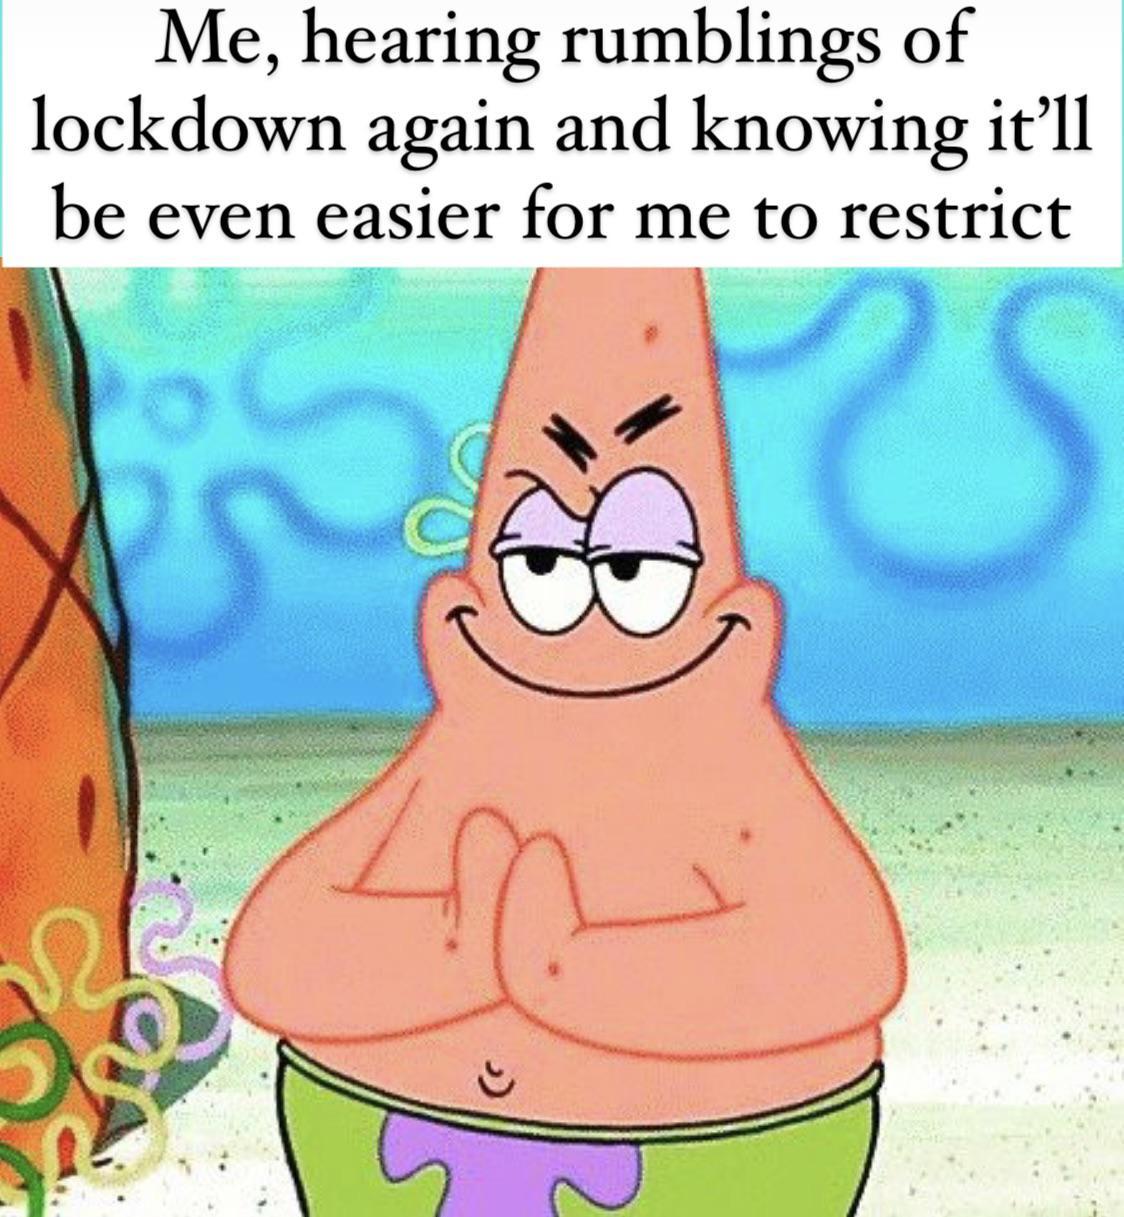 Me, hearing rumblings of
lockdown again and knowing it’ll
be even easier for me to restrict